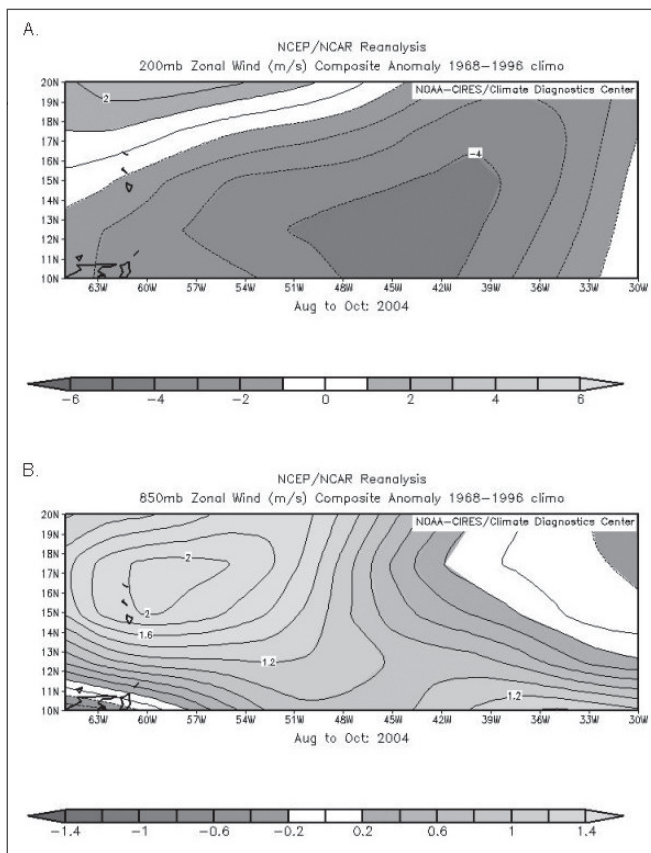 A.
NCEP/NCAR Reanalysis
200mb Zonal Wind (m/s) Composite Anomaly 1968-1996 climo
NOAA-CIRES/Climate Diagnostics Center
20N
19N
18N
17N
16N
15N
14N
13N
12N
11N
10N
2
-4
63W 60W 57W 54W 51W 48W 45W 42W 39W 36W 33W 30W
Aug to Oct: 2004
-6 -4 -2 0 2 4 6
B.
NCEP/NCAR Reanalysis
850mb Zonal Wind (m/s) Composite Anomaly 1968-1996 climo
NOAA-CIRES/Climate Diagnostics Center
20N
19N
18N
17N
16N
15N
14N
13N
12N
11N
10N
2
2
1.6
1.2
1.2
63W 60W 57W 54W 51W 48W 45W 42W 39W 36W 33W 30W
Aug to Oct: 2004
-1.4 -1 -0.6 -0.2 0.2 0.6 1 1.4